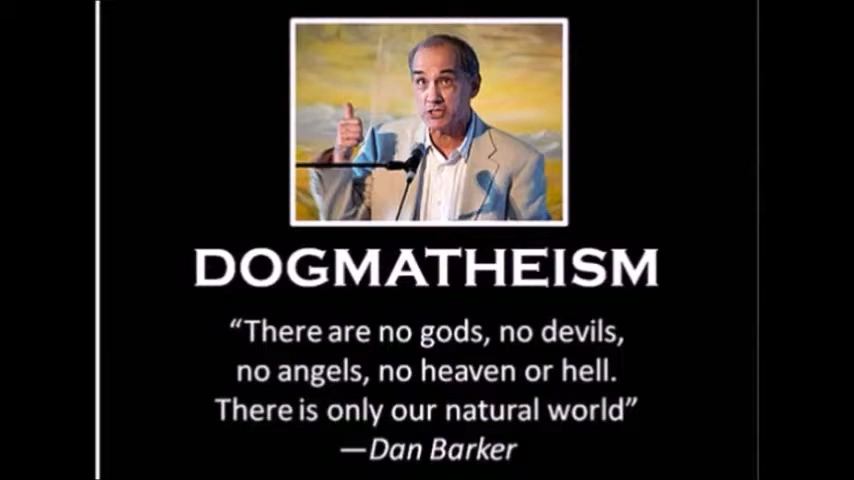 DOGMATHEISM
“There are no gods, no devils,
no angels, no heaven or hell.
There is only our natural world”
—Dan Barker